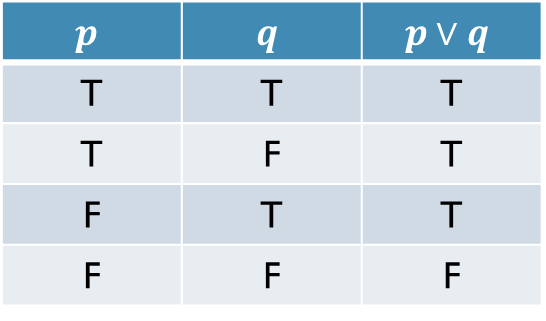 p q p ∨ q
T T T
T F T
F T T
F F F